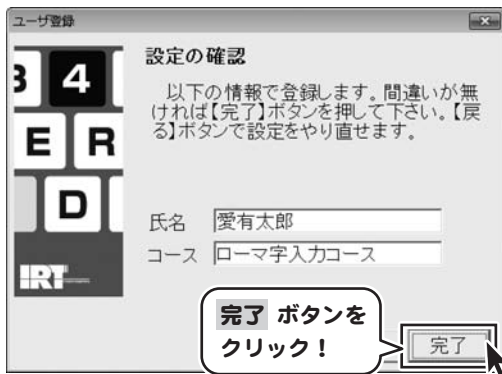 ユーザ登録
3 4
E R
D
IRT
設定の確認
以下の情報で登録します。間違いが無
ければ【完了】ボタンを押して下さい。【戻
る】ボタンで設定をやり直せます。
氏名 愛有太郎
コース ローマ字入力コース
完了 ボタンを
クリック！
完了